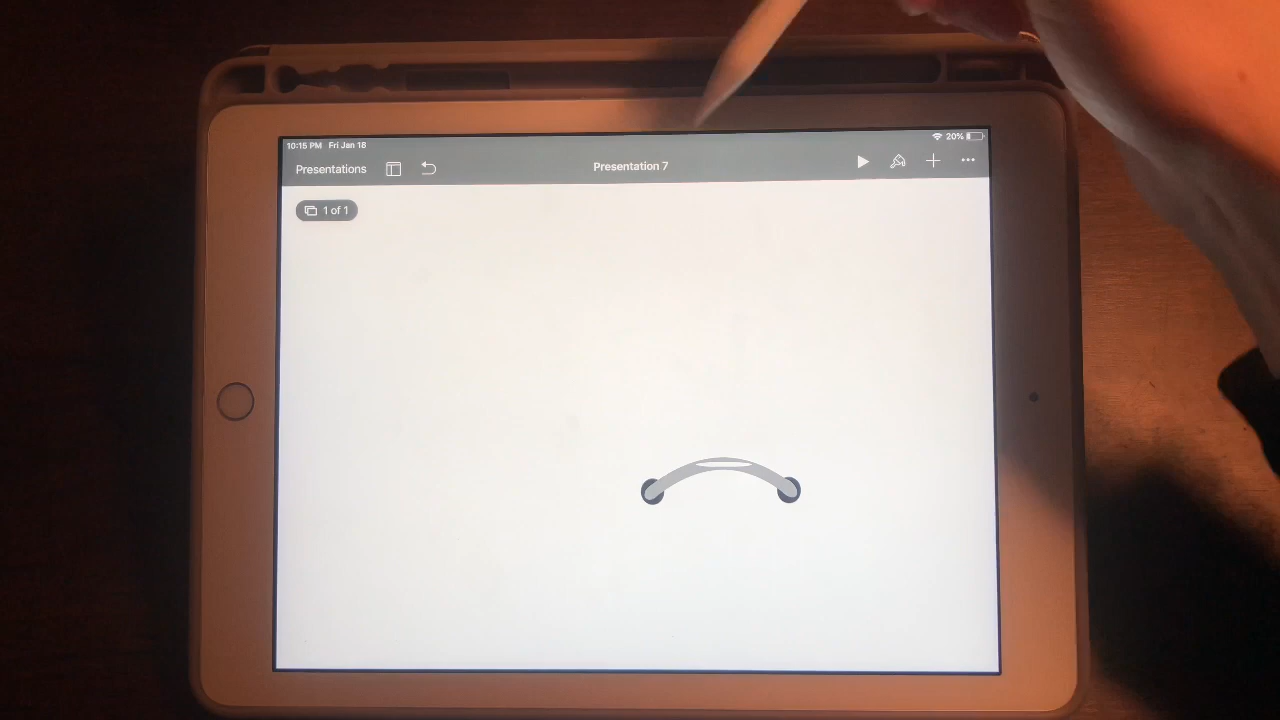 10:15 PM Fri Jan 18
20%
Presentations
Presentation 7
1 of 1